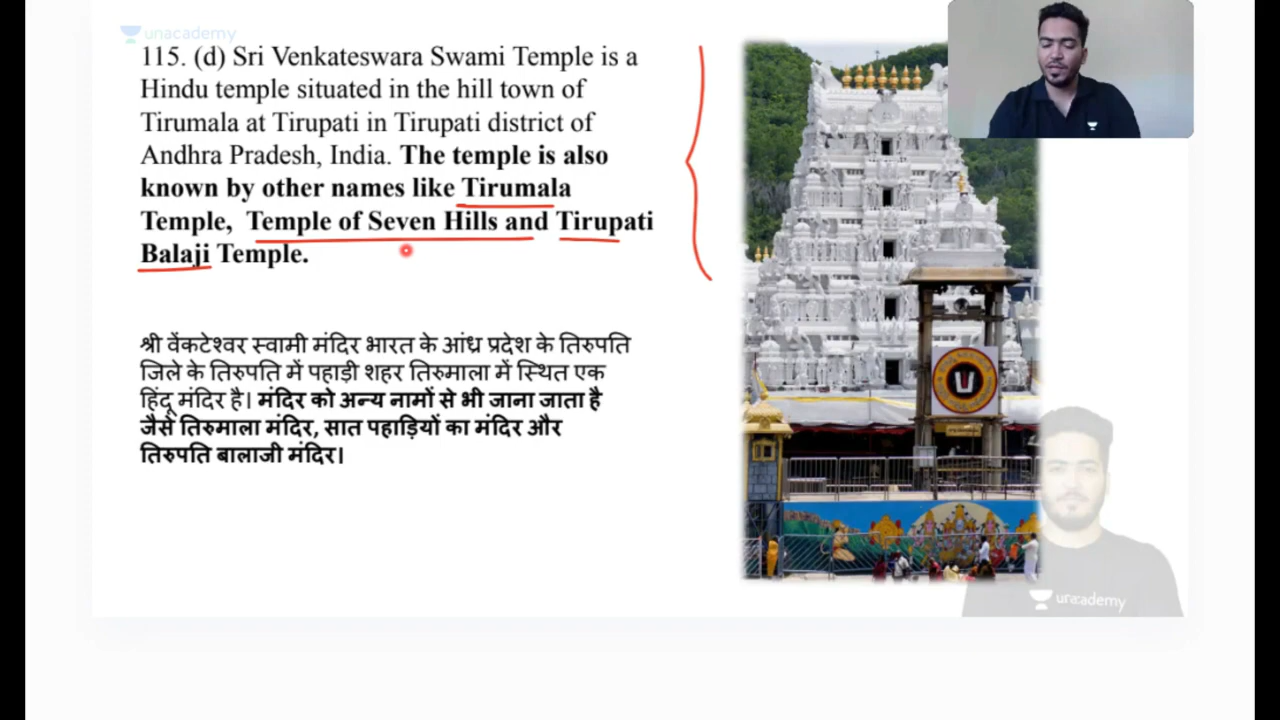 unacademy
115. (d) Sri Venkateswara Swami Temple is a
Hindu temple situated in the hill town of
Tirumala at Tirupati in Tirupati district of
Andhra Pradesh, India. The temple is also
known by other names like Tirumala
Temple, Temple of Seven Hills and Tirupati
Balaji Temple.
श्री वेंकटेश्वर स्वामी मंदिर भारत के आंध्र प्रदेश के तिरुपति
जिले के तिरुपति में पहाड़ी शहर तिरुमाला में स्थित एक
हिंदू मंदिर है। मंदिर को अन्य नामों से भी जाना जाता है
जैसे तिरुमाला मंदिर, सात पहाड़ियों का मंदिर और
तिरुपति बालाजी मंदिर।
unacademy